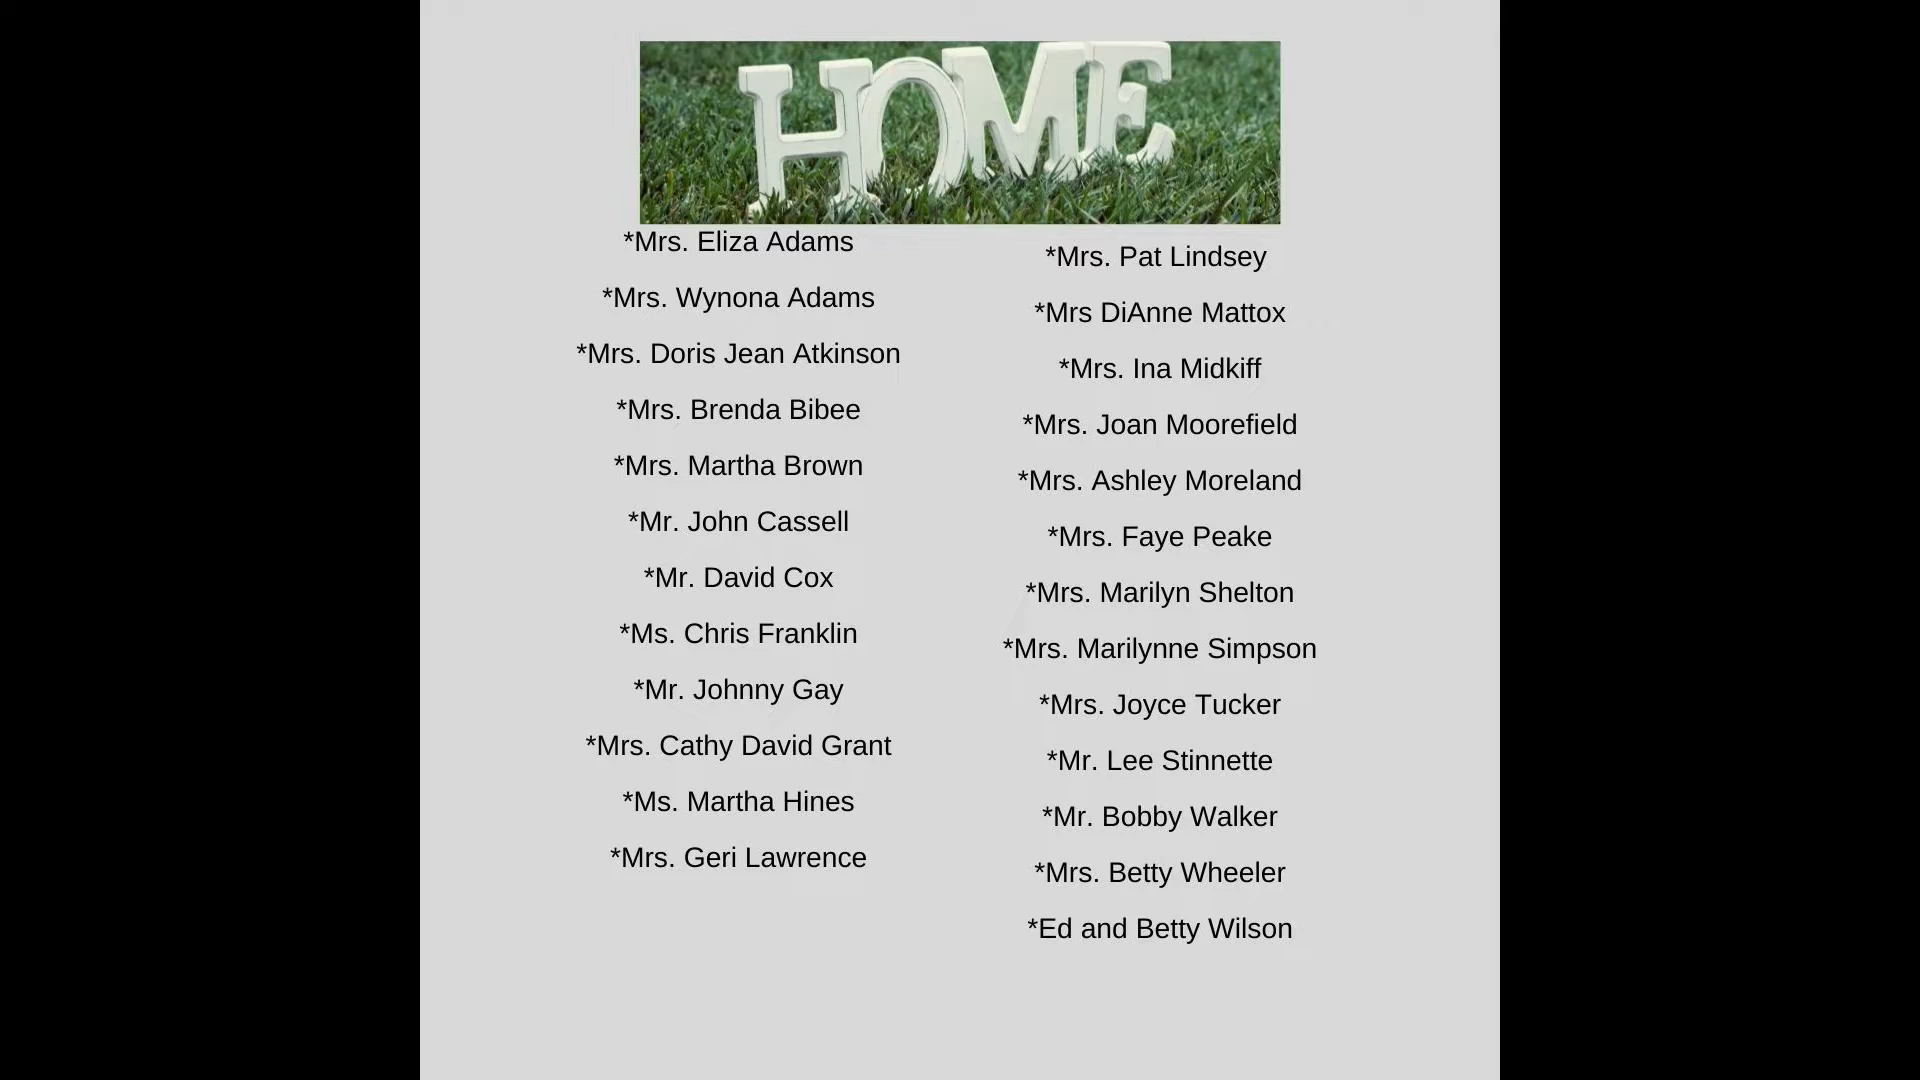 HOME
*Mrs. Eliza Adams
*Mrs. Wynona Adams
*Mrs. Doris Jean Atkinson
*Mrs. Brenda Bibee
*Mrs. Martha Brown
*Mr. John Cassell
*Mr. David Cox
*Ms. Chris Franklin
*Mr. Johnny Gay
*Mrs. Cathy David Grant
*Ms. Martha Hines
*Mrs. Geri Lawrence
*Mrs. Pat Lindsey
*Mrs DiAnne Mattox
*Mrs. Ina Midkiff
*Mrs. Joan Moorefield
*Mrs. Ashley Moreland
*Mrs. Faye Peake
*Mrs. Marilyn Shelton
*Mrs. Marilynne Simpson
*Mrs. Joyce Tucker
*Mr. Lee Stinnette
*Mr. Bobby Walker
*Mrs. Betty Wheeler
*Ed and Betty Wilson